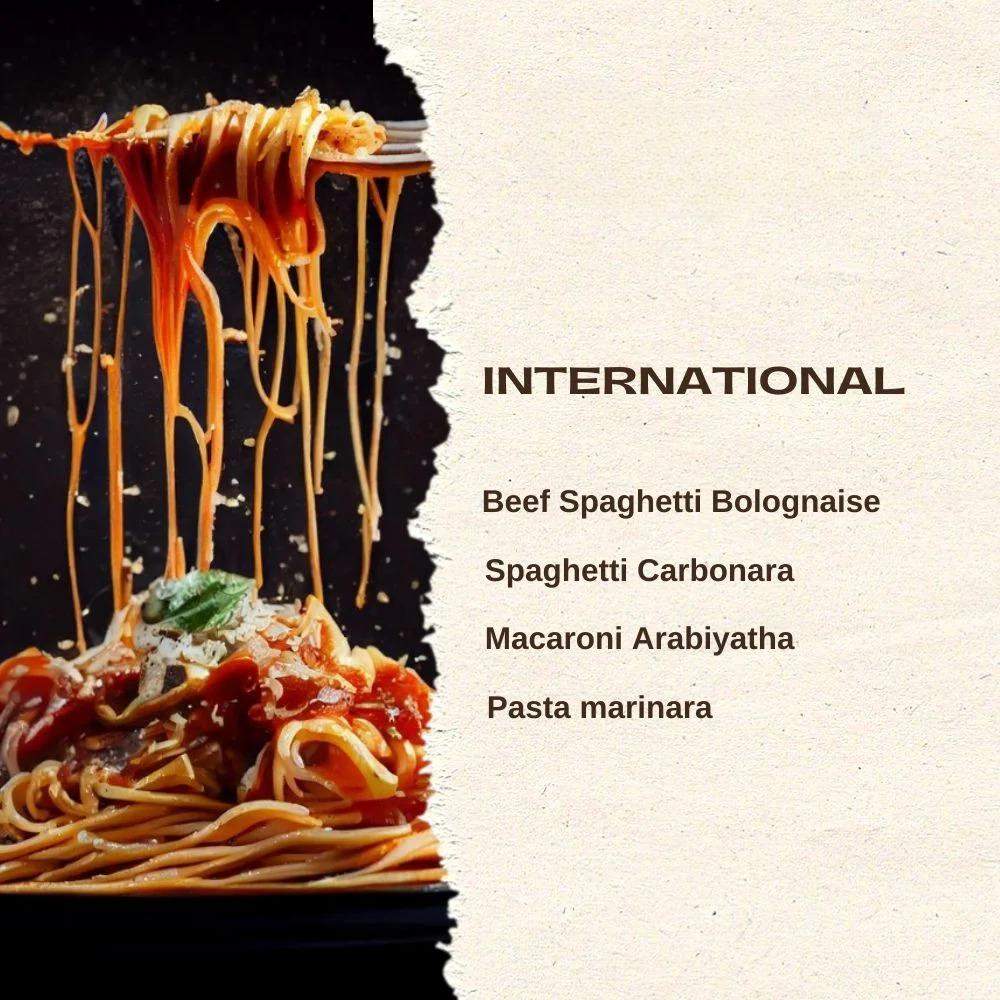 INTERNATIONAL
Beef Spaghetti Bolognaise
Spaghetti Carbonara
Macaroni Arabiyatha
Pasta marinara